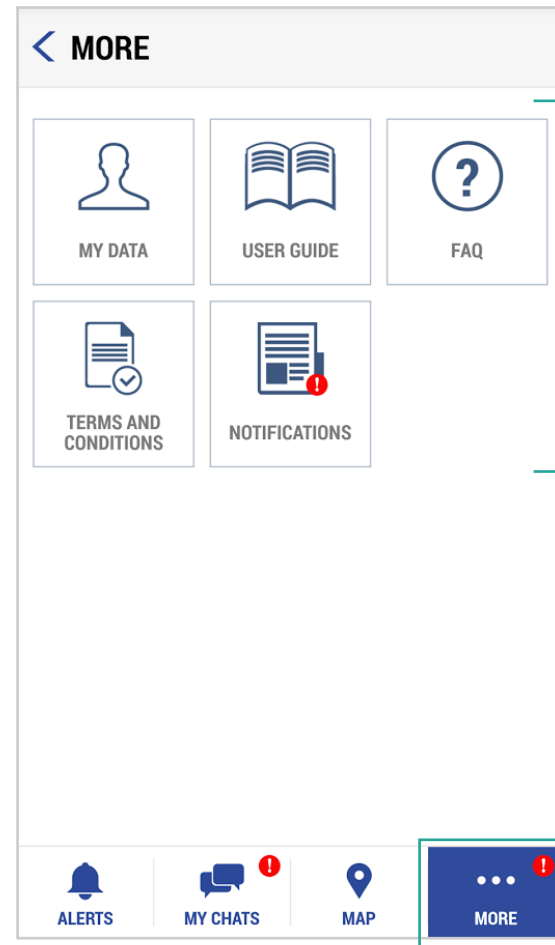 MORE
MY DATA
USER GUIDE
?
FAQ
TERMS AND
CONDITIONS
!
NOTIFICATIONS
ALERTS
!
MY CHATS
MAP
!
MORE